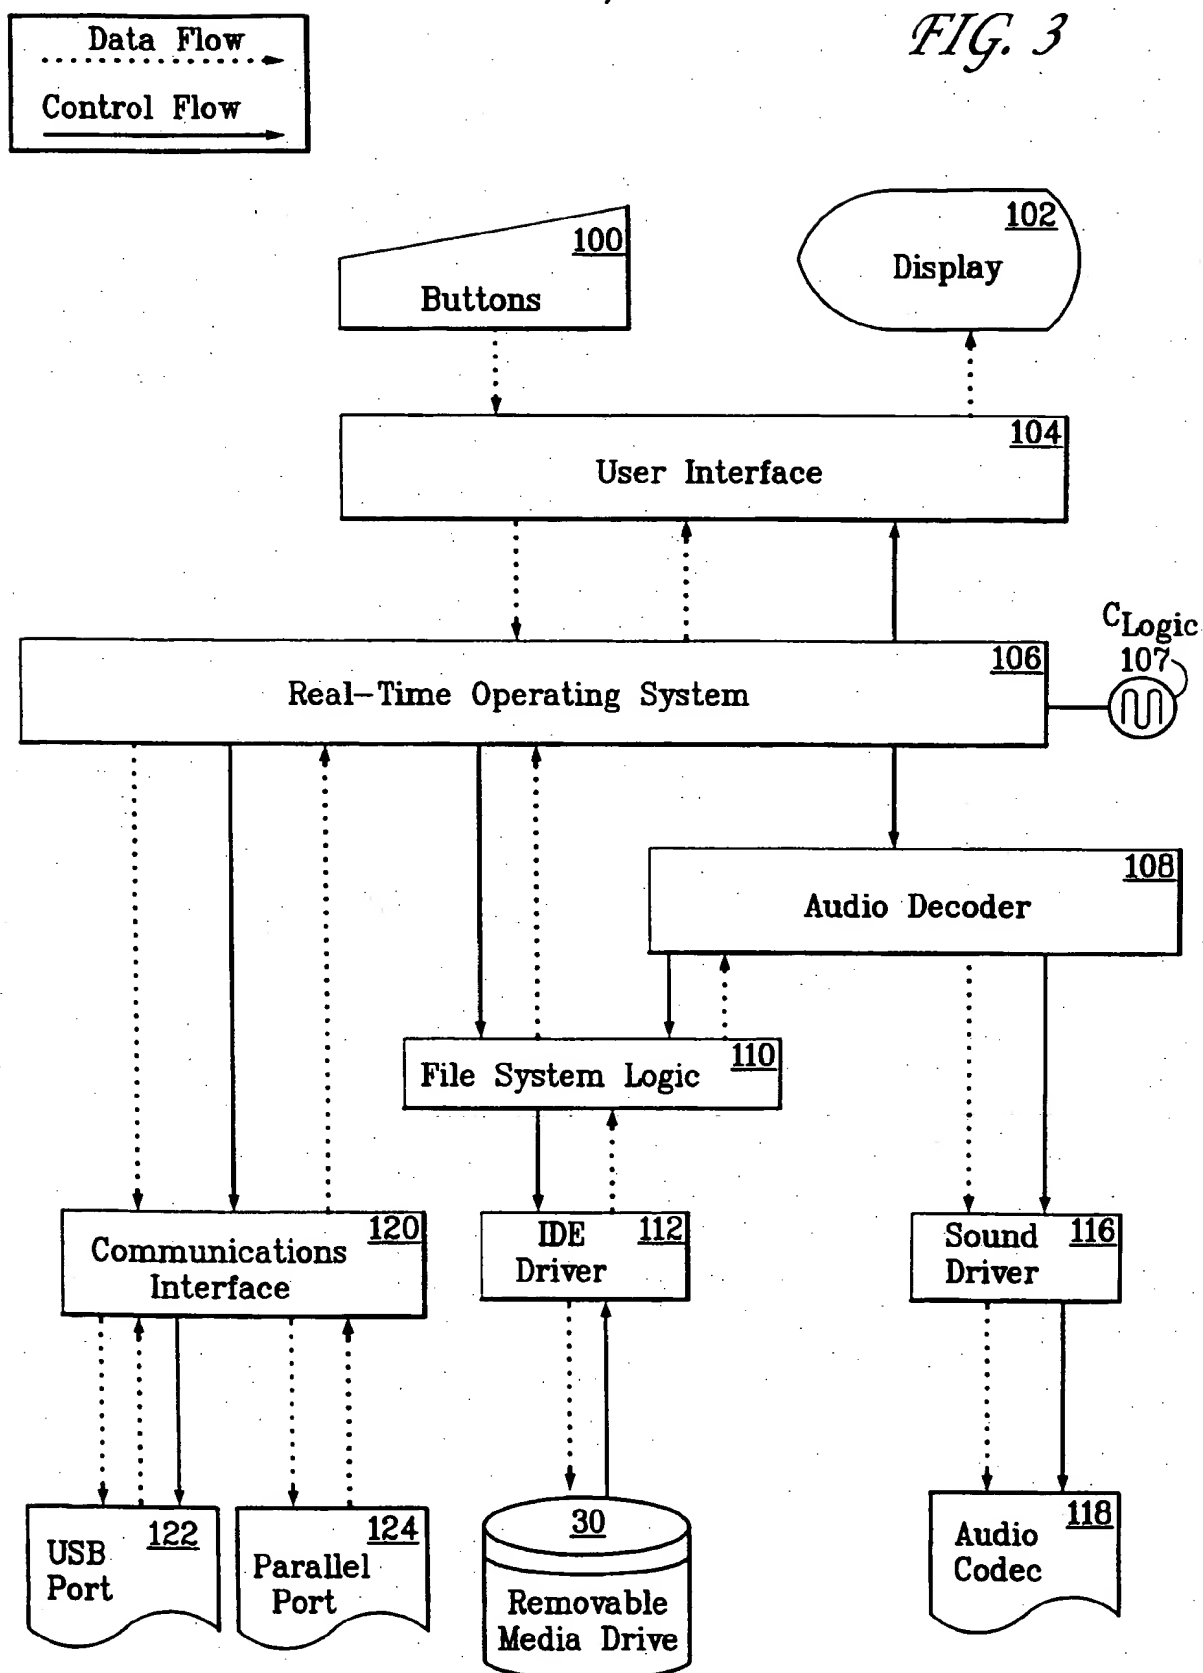 FIG. 3
Data Flow
Control Flow
100
Buttons
102
Display
104
User Interface
106
Real-Time Operating System
CLogic
107
108
Audio Decoder
110
File System Logic
120
Communications
Interface
112
IDE
Driver
116
Sound
Driver
122
USB
Port
124
Parallel
Port
30
Removable
Media Drive
118
Audio
Codec